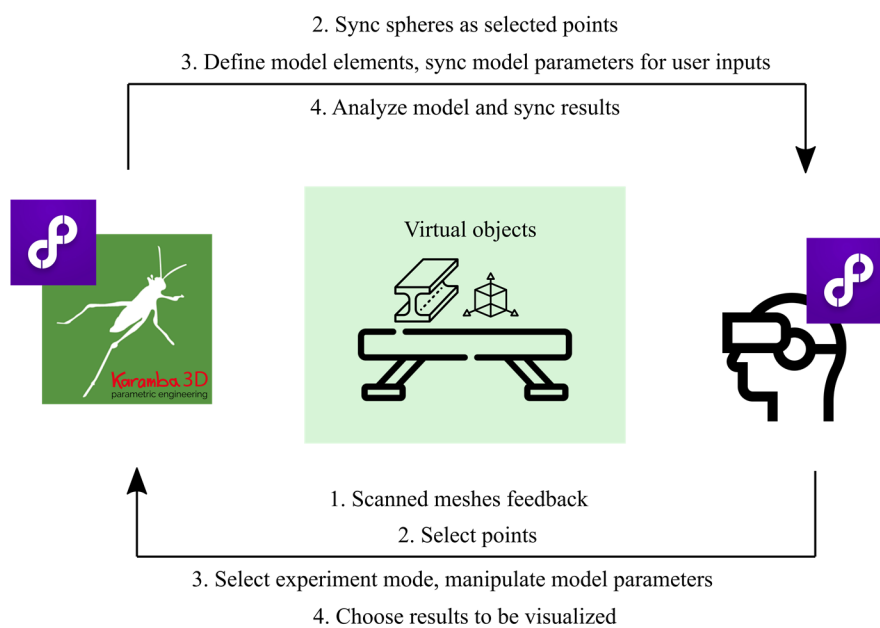 2. Sync spheres as selected points
3. Define model elements, sync model parameters for user inputs
4. Analyze model and sync results
Virtual objects
Karamba 3D
parametric engineering
1. Scanned meshes feedback
2. Select points
3. Select experiment mode, manipulate model parameters
4. Choose results to be visualized